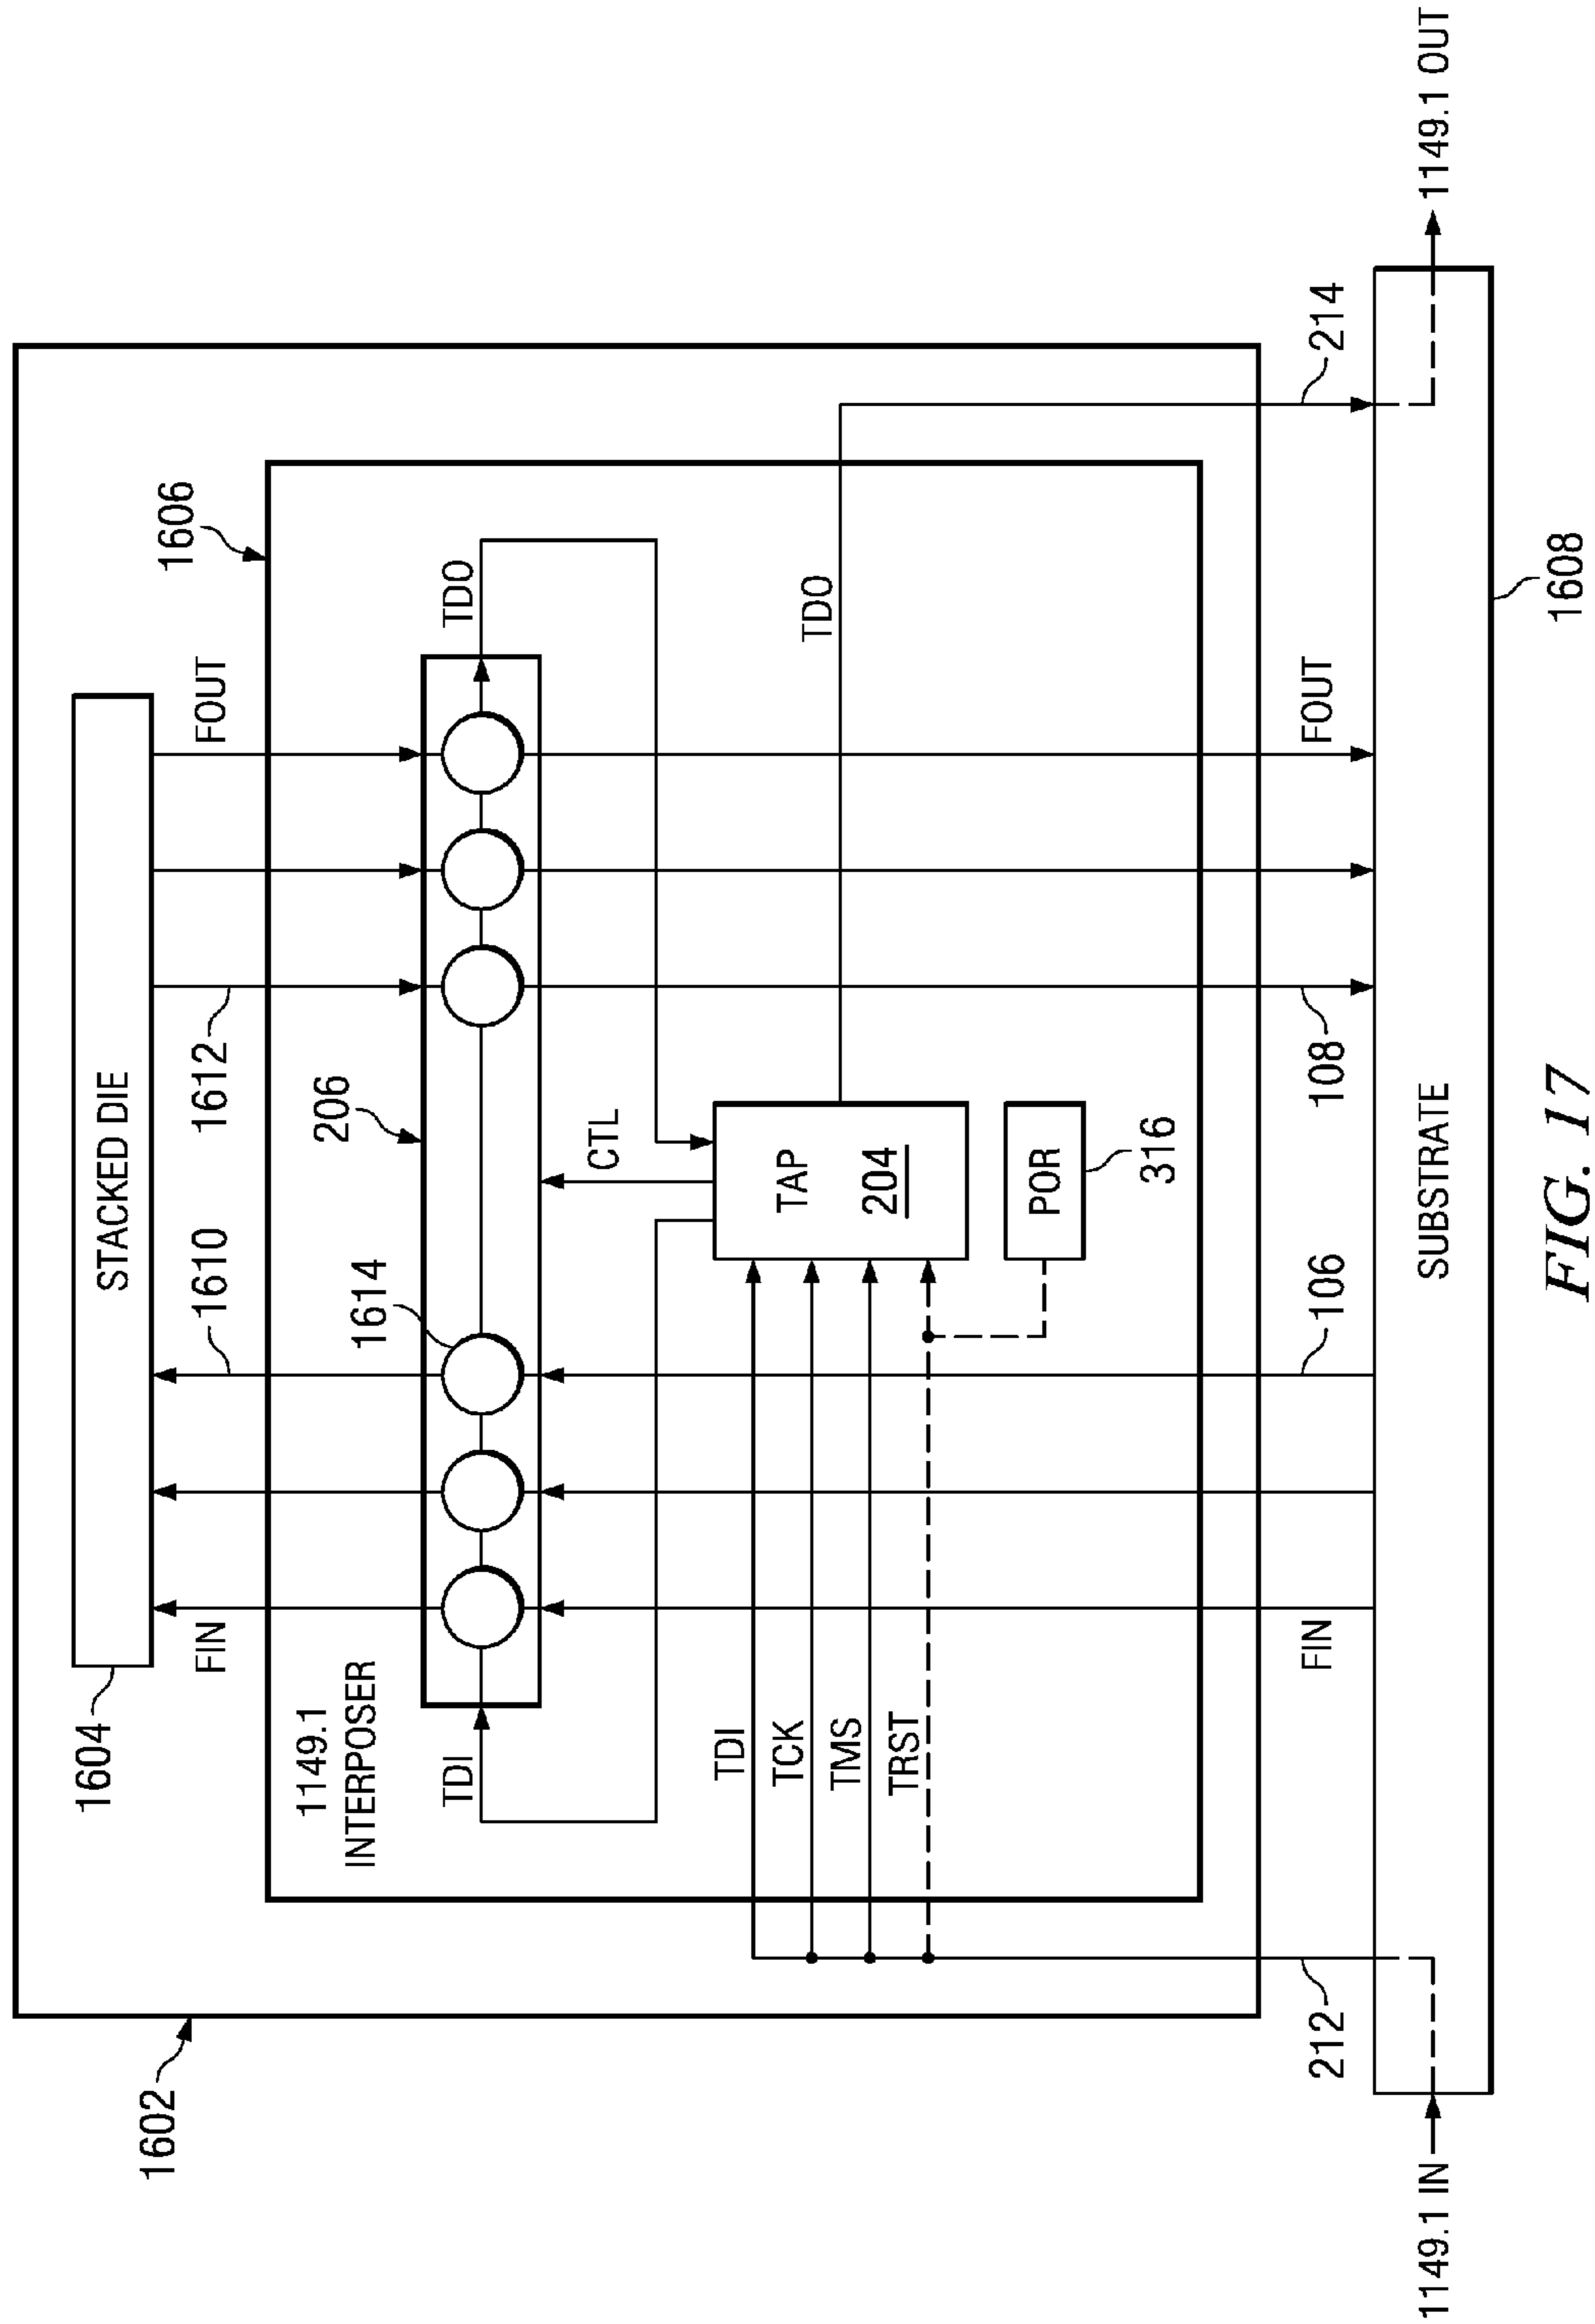 1602
1604
STACKED DIE
FIN
1610
1612
FOUT
1606
1149.1
INTERPOSER
1614
206
TDI
TDO
CTL
TDI
TCK
TMS
TRST
TAP
204
POR
316
TDO
212
FIN
106
108
FOUT
214
1149.1 IN
SUBSTRATE
1149.1 OUT
1608
FIG. 17